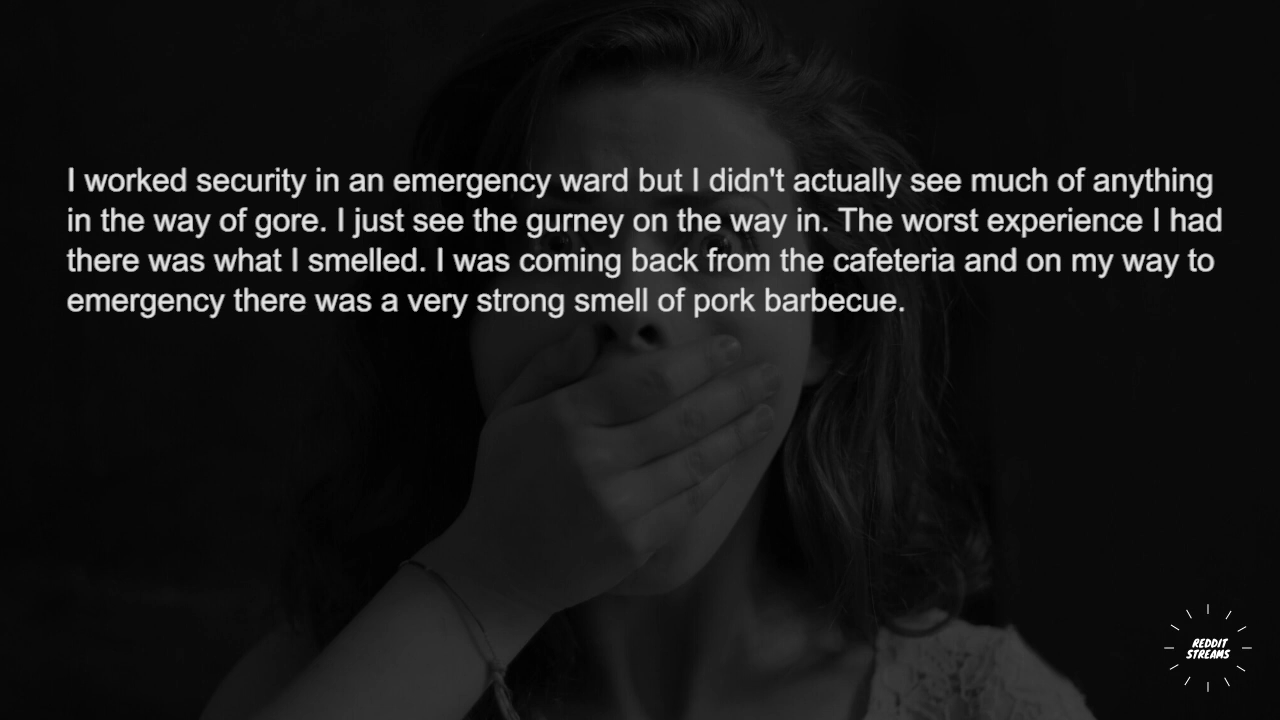 I worked security in an emergency ward but I didn't actually see much of anything
in the way of gore. I just see the gurney on the way in. The worst experience I had
there was what I smelled. I was coming back from the cafeteria and on my way to
emergency there was a very strong smell of pork barbecue.
REDDIT
STREAMS